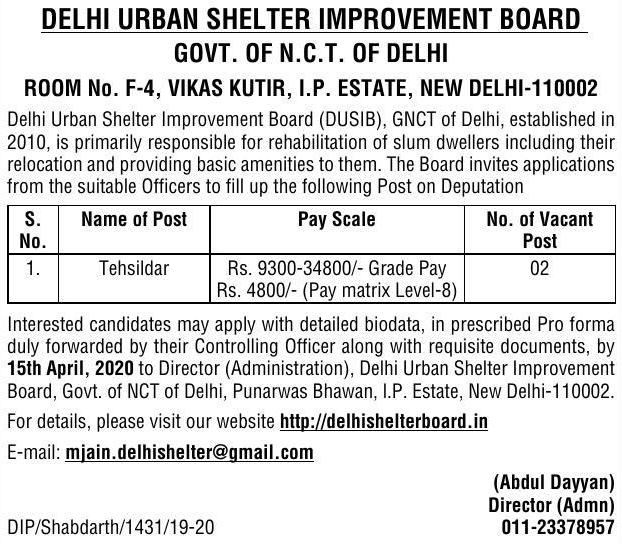 DELHI URBAN SHELTER IMPROVEMENT BOARD
GOVT. OF N.C.T. OF DELHI
ROOM No. F-4, VIKAS KUTIR, I.P. ESTATE, NEW DELHI-110002
Delhi Urban Shelter Improvement Board (DUSIB), GNCT of Delhi, established in
2010, is primarily responsible for rehabilitation of slum dwellers including their
relocation and providing basic amenities to them. The Board invites applications
from the suitable Officers to fill up the following Post on Deputation
S. No. Name of Post Pay Scale No. of Vacant Post
1. Tehsildar Rs. 9300-34800/- Grade Pay 02
Rs. 4800/- (Pay matrix Level-8)
Interested candidates may apply with detailed biodata, in prescribed Pro forma
duly forwarded by their Controlling Officer along with requisite documents, by
15th April, 2020 to Director (Administration), Delhi Urban Shelter Improvement
Board, Govt. of NCT of Delhi, Punarwas Bhawan, I.P. Estate, New Delhi-110002.
For details, please visit our website http://delhishelterboard.in
E-mail: mjain.delhishelter@gmail.com
(Abdul Dayyan)
Director (Admn)
DIP/Shabdarth/1431/19-20 011-23378957